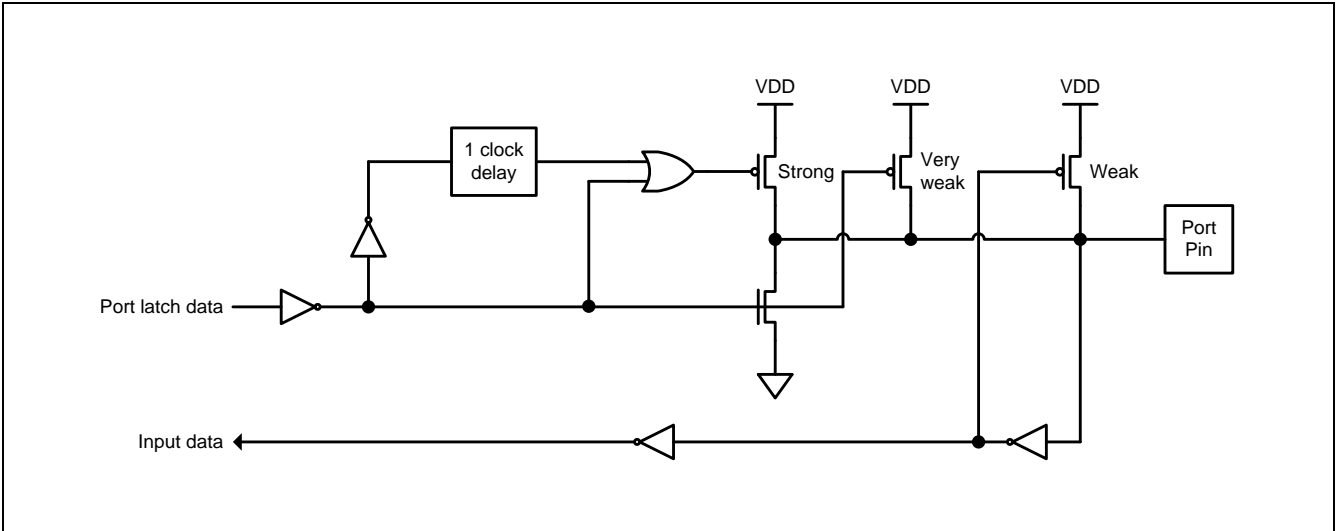 VDD
VDD
VDD
1 clock
delay
Strong
Very
weak
Weak
Port
Pin
Port latch data
Input data